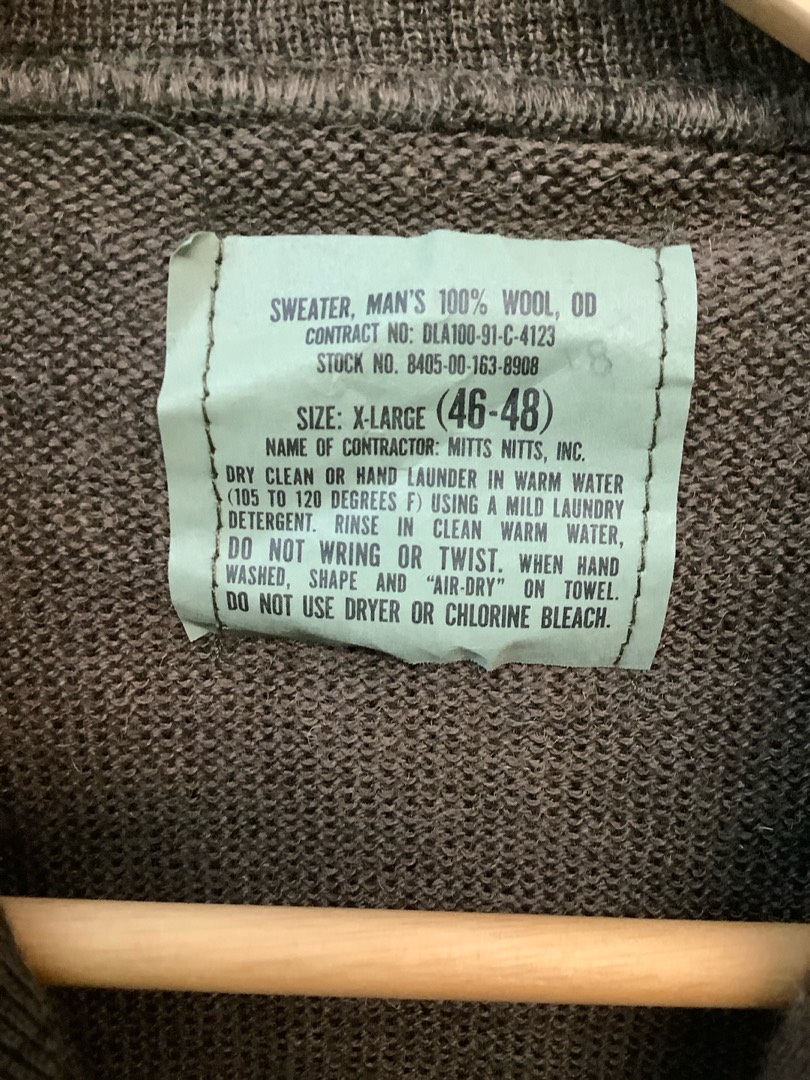 SWEATER, MAN'S 100% WOOL, OD
CONTRACT NO: DLA100-91-C-4123
STOCK NO. 8405-00-163-8908
SIZE: X-LARGE (46-48)
NAME OF CONTRACTOR: MITTS NITTS, INC.
DRY CLEAN OR HAND LAUNDER IN WARM WATER
(105 TO 120 DEGREES F) USING A MILD LAUNDRY
DETERGENT. RINSE IN CLEAN WARM WATER,
DO NOT WRING OR TWIST. WHEN HAND
WASHED, SHAPE AND "AIR-DRY" ON TOWEL.
DO NOT USE DRYER OR CHLORINE BLEACH.